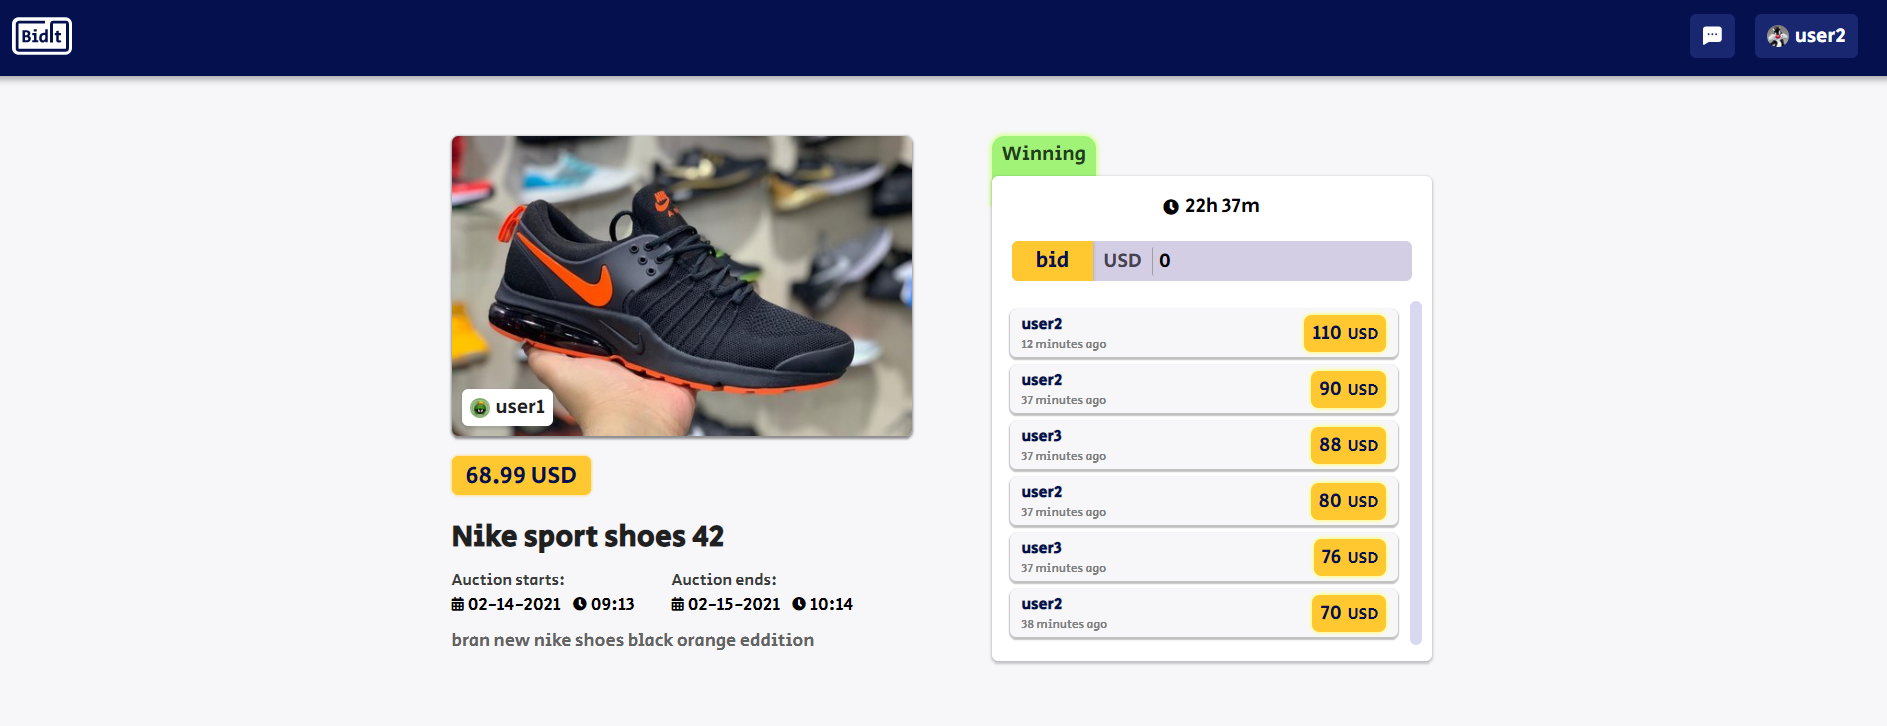 BidIt
user2
user1
68.99 USD
Nike sport shoes 42
Auction starts:
02-14-2021 09:13
Auction ends:
02-15-2021 10:14
bran new nike shoes black orange eddition
Winning
22h 37m
bid USD 0
user2
12 minutes ago
110 USD
user2
37 minutes ago
90 USD
user3
37 minutes ago
88 USD
user2
37 minutes ago
80 USD
user3
37 minutes ago
76 USD
user2
38 minutes ago
70 USD